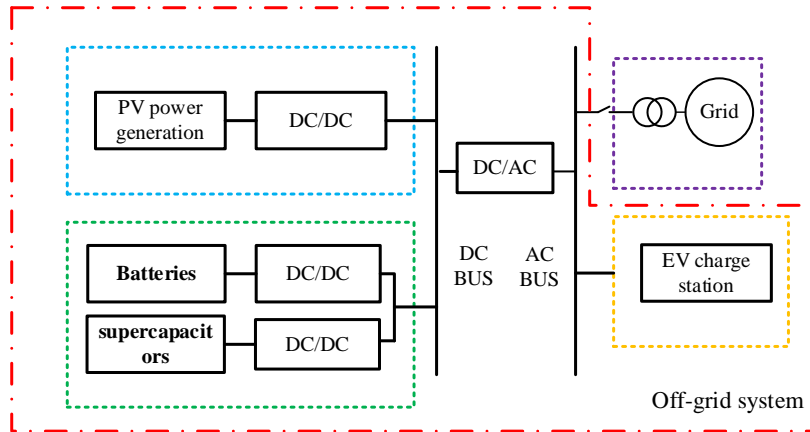 PV power
generation
DC/DC
DC/AC
Grid
Batteries
DC/DC
supercapacit
ors
DC/DC
DC
BUS
AC
BUS
EV charge
station
Off-grid system